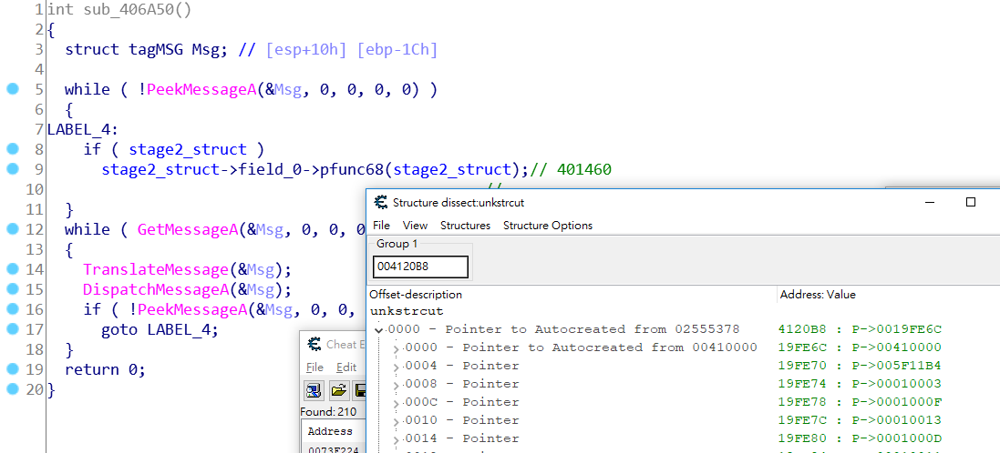 1 int sub_406A50()
2 {
3 struct tagMSG Msg; // [esp+10h] [ebp-1Ch]
4
5 while ( !PeekMessageA(&Msg, 0, 0, 0, 0) )
6 {
7 LABEL_4:
8 if ( stage2_struct )
9 stage2_struct->field_0->pfunc68(stage2_struct);// 401460
10 //
11 }
12 while ( GetMessageA(&Msg, 0, 0, 0
13 {
14 TranslateMessage(&Msg);
15 DispatchMessageA(&Msg);
16 if ( !PeekMessageA(&Msg, 0, 0,
17 goto LABEL_4;
18 }
19 return 0;
20 }
Structure dissect:unkstrcut
File View Structures Structure Options
Group 1
004120B8
Offset-description Address: Value
unkstrcut
0000 - Pointer to Autocreated from 02555378 4120B8 : P->0019FE6C
0000 - Pointer to Autocreated from 00410000 19FE6C : P->00410000
0004 - Pointer 19FE70 : P->005F11B4
0008 - Pointer 19FE74 : P->00010003
000C - Pointer 19FE78 : P->0001000F
0010 - Pointer 19FE7C : P->00010013
0014 - Pointer 19FE80 : P->0001000D
Cheat E
File Edit
Found: 210
Address
0073F224